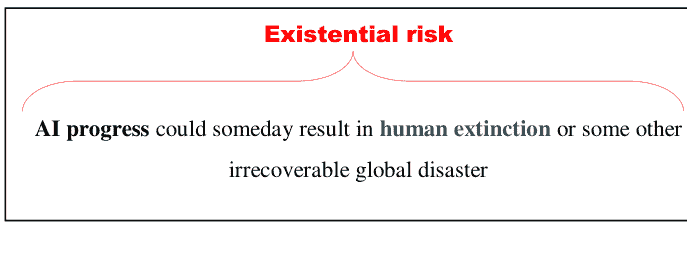 Existential risk
AI progress could someday result in human extinction or some other
irrecoverable global disaster